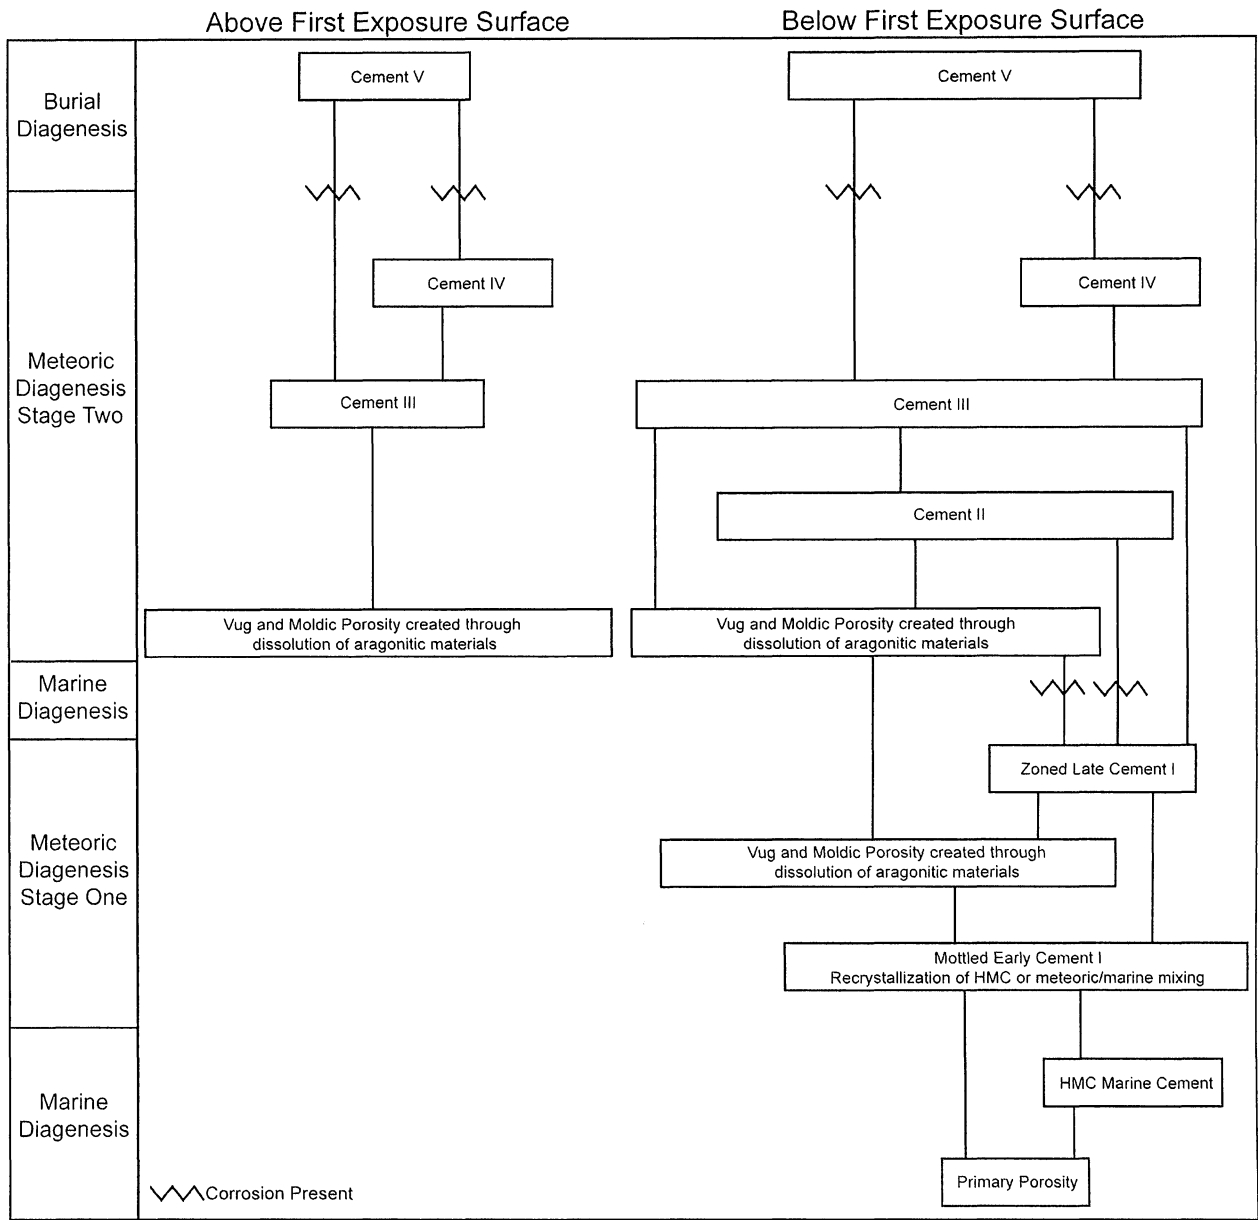 Above First Exposure Surface
Below First Exposure Surface
Burial
Diagenesis
Meteoric
Diagenesis
Stage Two
Marine
Diagenesis
Meteoric
Diagenesis
Stage One
Marine
Diagenesis
Cement V
Cement IV
Cement III
Vug and Moldic Porosity created through
dissolution of aragonitic materials
Corrosion Present
Cement V
Cement IV
Cement III
Cement II
Vug and Moldic Porosity created through
dissolution of aragonitic materials
Zoned Late Cement I
Vug and Moldic Porosity created through
dissolution of aragonitic materials
Mottled Early Cement I
Recrystallization of HMC or meteoric/marine mixing
HMC Marine Cement
Primary Porosity